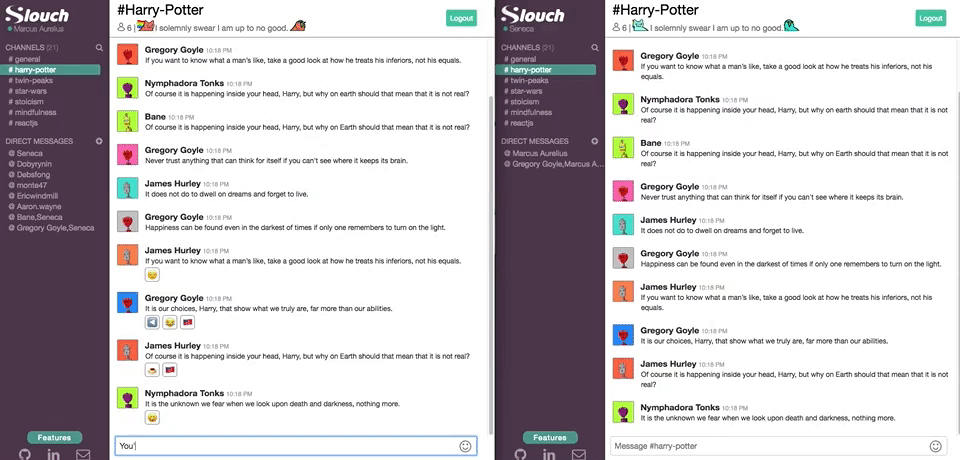 Slouch
Marcus Aurelius
CHANNELS (21)
# general
# harry-potter
# twin-peaks
# star-wars
# stoicism
# mindfulness
# reactjs
DIRECT MESSAGES
@ Seneca
@ Dobyrynin
@ Debsfong
@ monte47
@ Ericwindmill
@ Aaron.wayne
@ Bane,Seneca
@ Gregory Goyle,Seneca
Features
#Harry-Potter
6 | I solemnly swear I am up to no good.
Logout
Gregory Goyle 10:18 PM
If you want to know what a man's like, take a good look at how he treats his inferiors, not his equals.
Nymphadora Tonks 10:18 PM
Of course it is happening inside your head, Harry, but why on earth should that mean that it is not real?
Bane 10:18 PM
Of course it is happening inside your head, Harry, but why on Earth should that mean that it is not real?
Gregory Goyle 10:18 PM
Never trust anything that can think for itself if you can't see where it keeps its brain.
James Hurley 10:18 PM
It does not do to dwell on dreams and forget to live.
Gregory Goyle 10:18 PM
Happiness can be found even in the darkest of times if only one remembers to turn on the light.
James Hurley 10:18 PM
If you want to know what a man's like, take a good look at how he treats his inferiors, not his equals.
Gregory Goyle 10:18 PM
It is our choices, Harry, that show what we truly are, far more than our abilities.
James Hurley 10:18 PM
Of course it is happening inside your head, Harry, but why on Earth should that mean that it is not real?
Nymphadora Tonks 10:18 PM
It is the unknown we fear when we look upon death and darkness, nothing more.
You'
Slouch
Seneca
CHANNELS (21)
# general
# harry-potter
# twin-peaks
# star-wars
# stoicism
# mindfulness
# reactjs
DIRECT MESSAGES
@ Marcus Aurelius
@ Gregory Goyle,Marcus A...
Features
#Harry-Potter
6 | I solemnly swear I am up to no good.
Logout
Gregory Goyle 10:18 PM
If you want to know what a man's like, take a good look at how he treats his inferiors, not his
equals.
Nymphadora Tonks 10:18 PM
Of course it is happening inside your head, Harry, but why on earth should that mean that it is not
real?
Bane 10:18 PM
Of course it is happening inside your head, Harry, but why on Earth should that mean that it is not
real?
Gregory Goyle 10:18 PM
Never trust anything that can think for itself if you can't see where it keeps its brain.
James Hurley 10:18 PM
It does not do to dwell on dreams and forget to live.
Gregory Goyle 10:18 PM
Happiness can be found even in the darkest of times if only one remembers to turn on the light.
James Hurley 10:18 PM
If you want to know what a man's like, take a good look at how he treats his inferiors, not his
equals.
Gregory Goyle 10:18 PM
It is our choices, Harry, that show what we truly are, far more than our abilities.
James Hurley 10:18 PM
Of course it is happening inside your head, Harry, but why on Earth should that mean that it is not
real?
Nymphadora Tonks 10:18 PM
It is the unknown we fear when we look upon death and darkness, nothing more.
Message #harry-potter